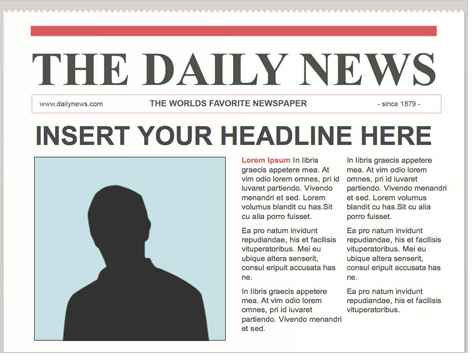 THE DAILY NEWS
www.dailynews.com THE WORLDS FAVORITE NEWSPAPER - since 1879 -
INSERT YOUR HEADLINE HERE
Lorem Ipsum In libris
graecis appetere mea. At
vim odio lorem omnes, pri id
iuvaret partiendo. Vivendo
menandri et sed. Lorem
volumus blandit cu has.Sit
cu alia porro fuisset.
Ea pro natum invidunt
repudiandae, his et facilisis
vituperatoribus. Mei eu
ubique altera senserit,
consul eripuit accusata has
ne.
In libris graecis appetere
mea. At vim odio lorem
omnes, pri id iuvaret
partiendo. Vivendo menandri
et sed.
In libris graecis appetere
mea. At vim odio lorem
omnes, pri id iuvaret
partiendo. Vivendo menandri
et sed. Lorem volumus
blandit cu has.Sit cu alia
porro fuisset.
Ea pro natum invidunt
repudiandae, his et facilisis
vituperatoribus. Mei eu
ubique altera senserit,
consul eripuit accusata has
ne.
Ea pro natum invidunt
repudiandae, his et facilisis
vituperatoribus.